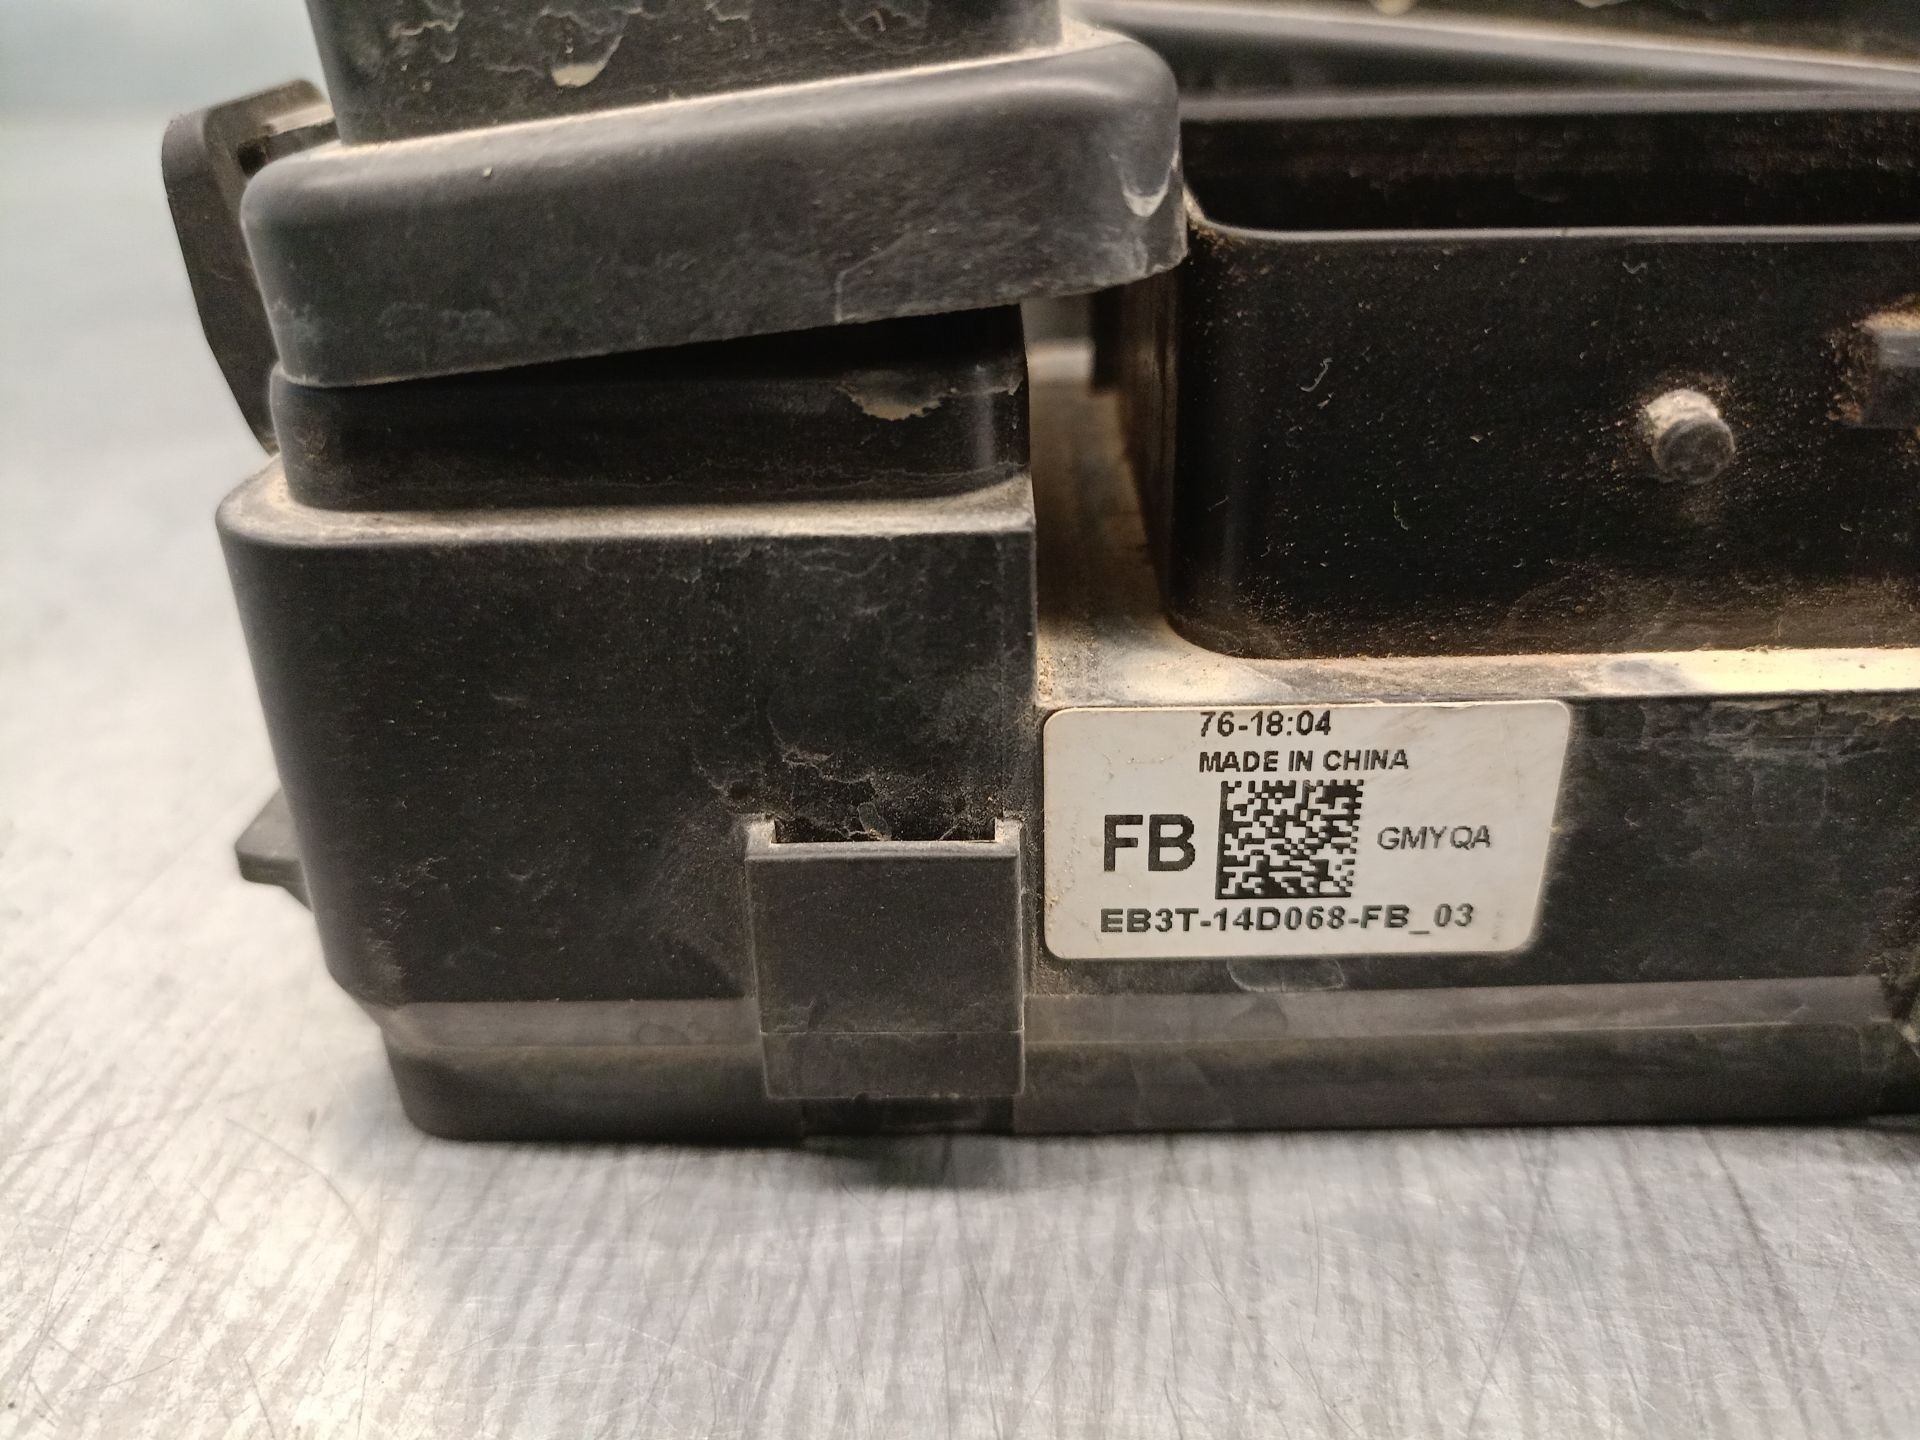 76-18:04
MADE IN CHINA
FB
GMYQA
EB3T-14D068-FB_03